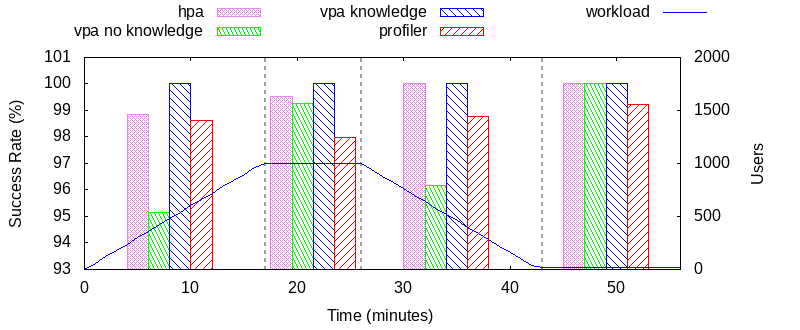 hpa
vpa knowledge
workload
vpa no knowledge
profiler
101
100
99
98
97
96
95
94
93
2000
1500
1000
500
0
0 10 20 30 40 50
Success Rate (%)
Users
Time (minutes)